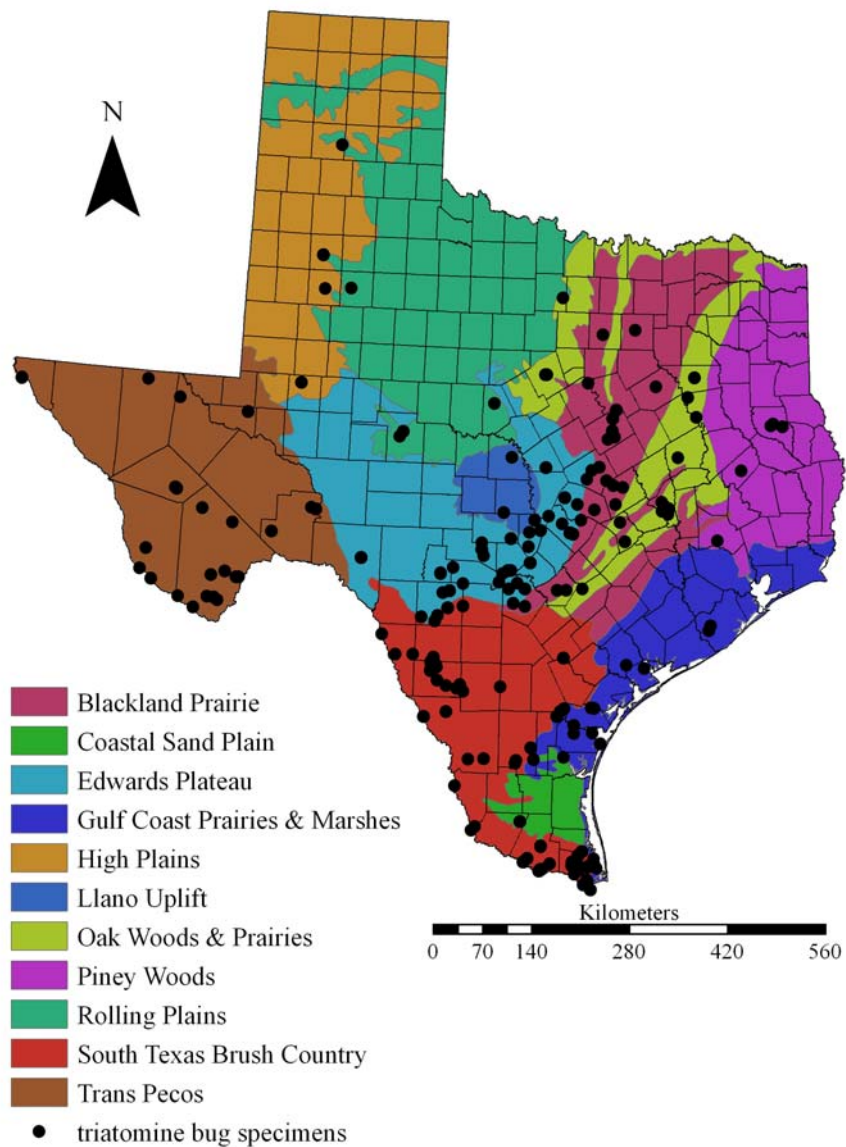 N
Blackland Prairie
Coastal Sand Plain
Edwards Plateau
Gulf Coast Prairies & Marshes
High Plains
Llano Uplift
Oak Woods & Prairies
Piney Woods
Rolling Plains
South Texas Brush Country
Trans Pecos
triatomine bug specimens
Kilometers
0 70 140 280 420 560